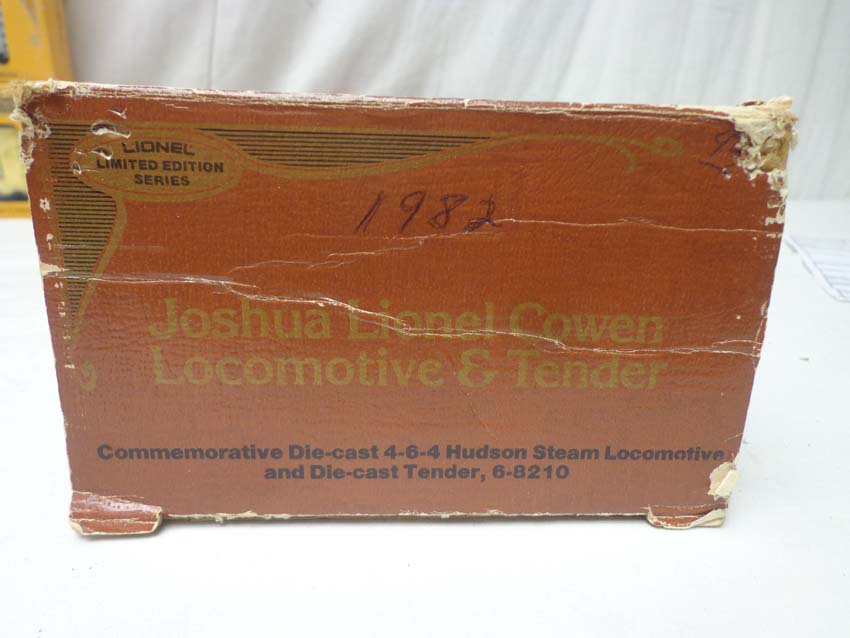 LIONEL
LIMITED EDITION
SERIES
1982
Joshua Lionel Cowen
Locomotive & Tender
Commemorative Die-cast 4-6-4 Hudson Steam Locomotive
and Die-cast Tender, 6-8210